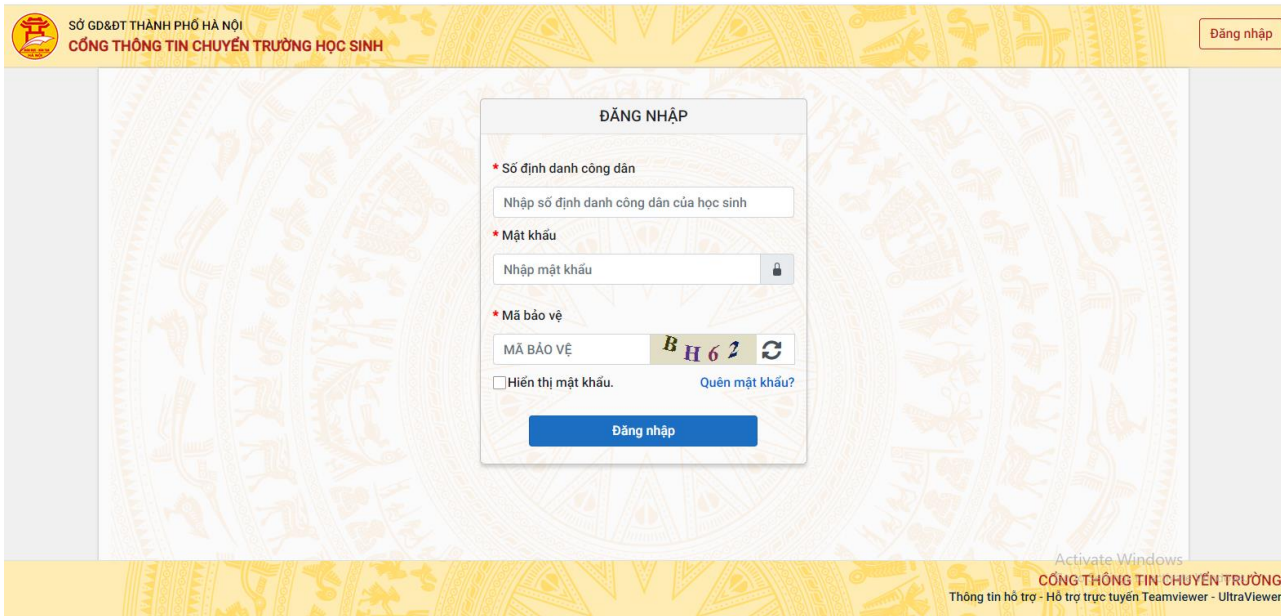 SỞ GD&ĐT THÀNH PHỐ HÀ NỘI
CỔNG THÔNG TIN CHUYỂN TRƯỜNG HỌC SINH
Đăng nhập
ĐĂNG NHẬP
* Số định danh công dân
Nhập số định danh công dân của học sinh
* Mật khẩu
Nhập mật khẩu
* Mã bảo vệ
MÃ BẢO VỆ BH62
Hiển thị mật khẩu. Quên mật khẩu?
Đăng nhập
Activate Windows
CỔNG THÔNG TIN CHUYỂN TRƯỜNG
Thông tin hỗ trợ - Hỗ trợ trực tuyến Teamviewer - UltraViewer